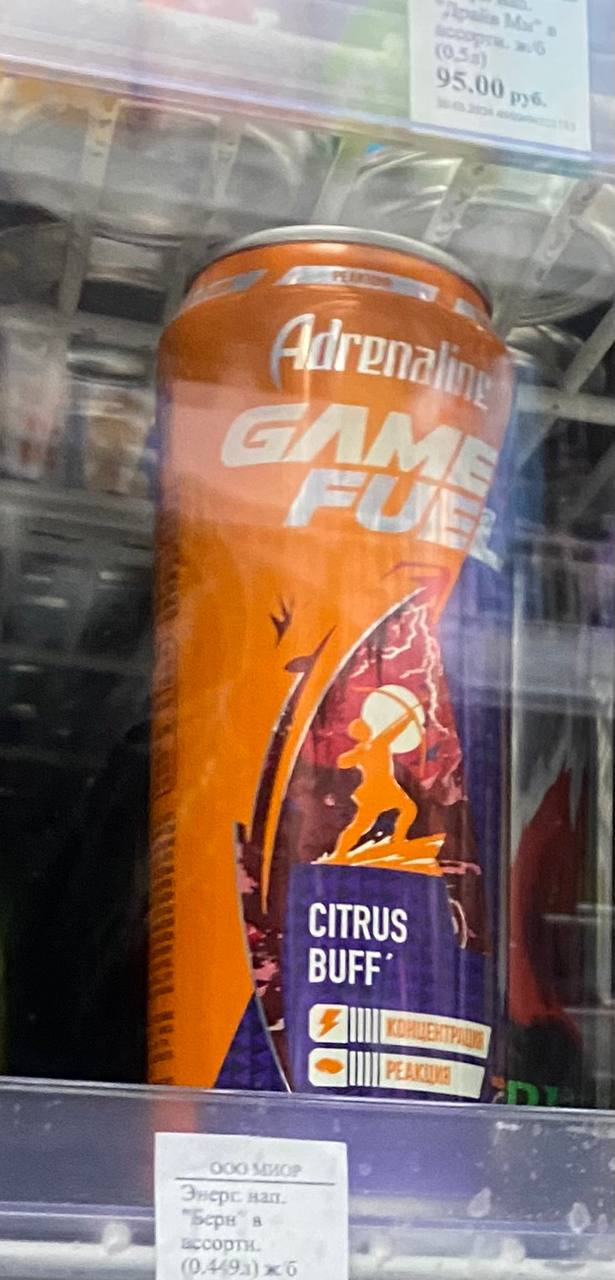 "Драйв Ми" в
ассорти. ж/б
(0,5л)
95.00 руб.
РЕАКЦИЯ
Adrenaline
GAME
FUEL
CITRUS
BUFF
КОНЦЕНТРАЦИЯ
РЕАКЦИЯ
ООО МИОР
Энерг. нап.
"Берн" в
ассорти.
(0.449л) ж/б